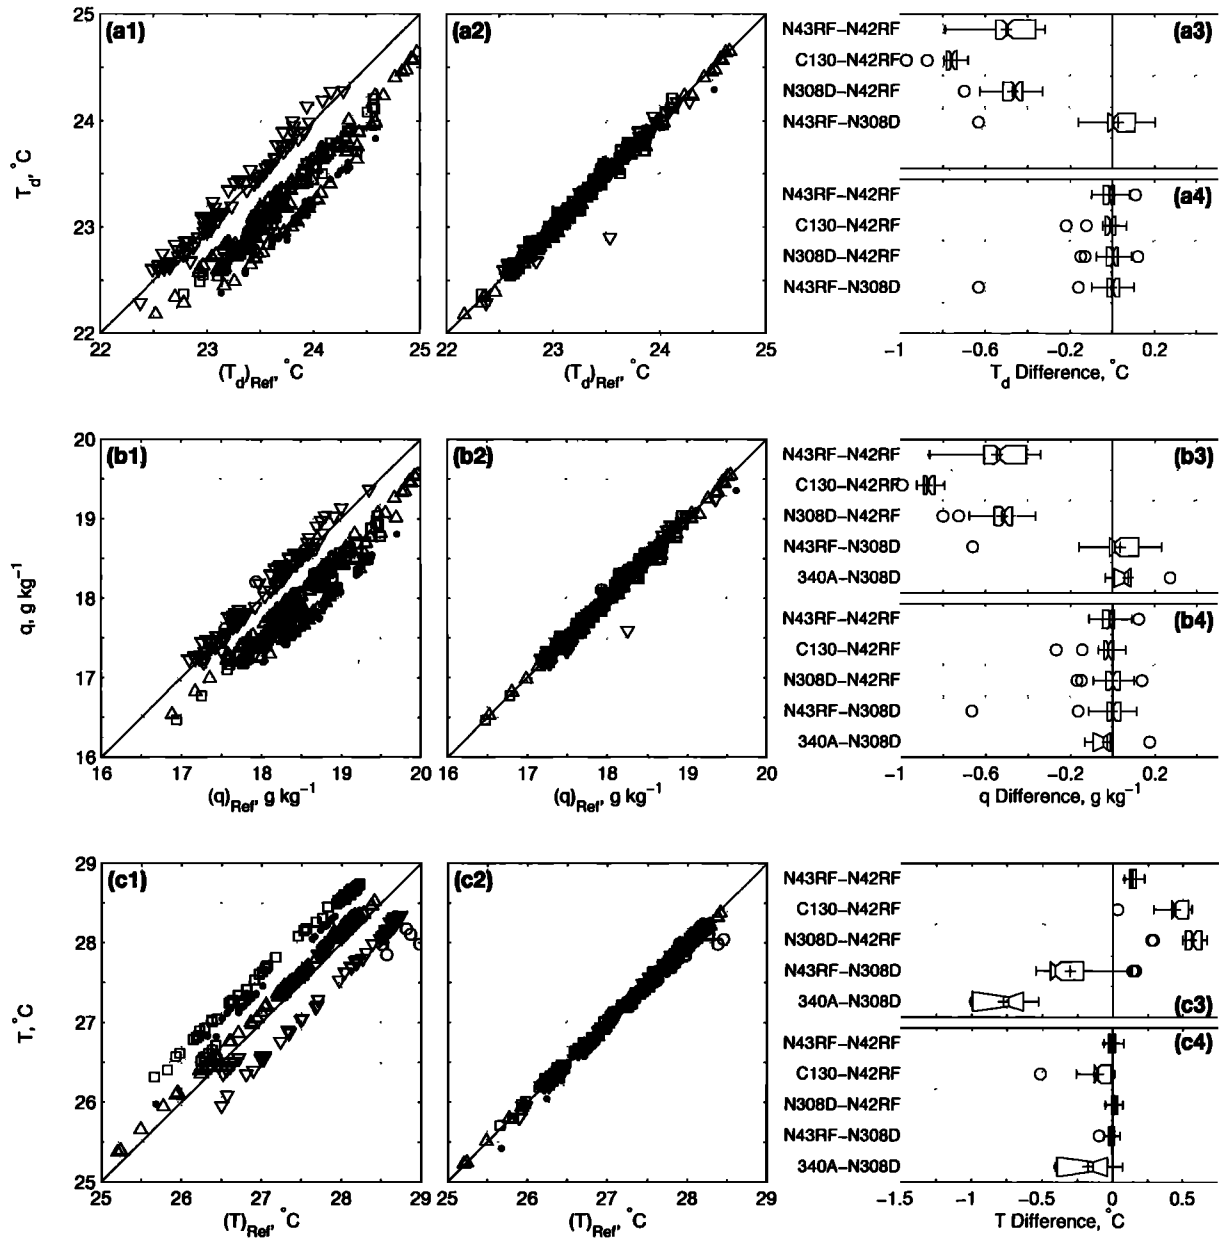 (a1)
25
24
23
22
T_d, °C
22 23 24 25
(T_d)_Ref, °C
(a2)
22 23 24 25
(T_d)_Ref, °C
(a3)
N43RF−N42RF
C130−N42RF
N308D−N42RF
N43RF−N308D
(a4)
N43RF−N42RF
C130−N42RF
N308D−N42RF
N43RF−N308D
−1 −0.6 −0.2 0.2
T_d Difference, °C
(b1)
20
19
18
17
16
q, g kg⁻¹
16 17 18 19 20
(q)_Ref, g kg⁻¹
(b2)
16 17 18 19 20
(q)_Ref, g kg⁻¹
(b3)
N43RF−N42RF
C130−N42RF
N308D−N42RF
N43RF−N308D
340A−N308D
(b4)
N43RF−N42RF
C130−N42RF
N308D−N42RF
N43RF−N308D
340A−N308D
−1 −0.6 −0.2 0.2
q Difference, g kg⁻¹
(c1)
29
28
27
26
25
T, °C
25 26 27 28 29
(T)_Ref, °C
(c2)
25 26 27 28 29
(T)_Ref, °C
(c3)
N43RF−N42RF
C130−N42RF
N308D−N42RF
N43RF−N308D
340A−N308D
(c4)
N43RF−N42RF
C130−N42RF
N308D−N42RF
N43RF−N308D
340A−N308D
−1.5 −1 −0.5 0 0.5
T Difference, °C